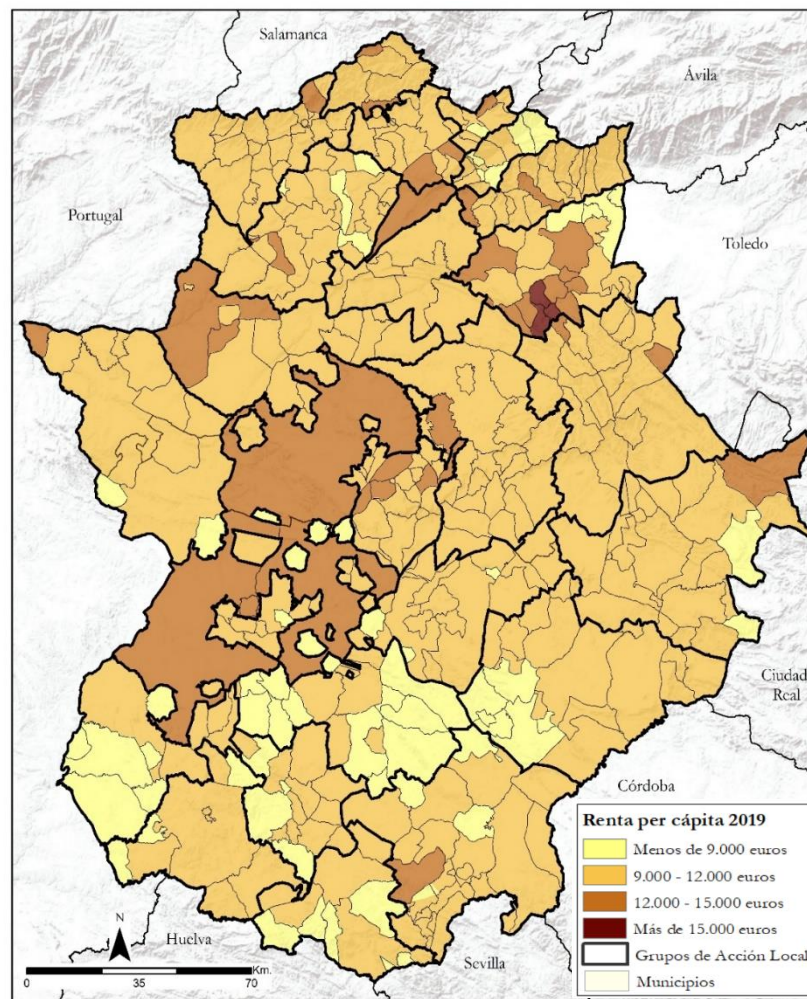 Salamanca
Ávila
Portugal
Toledo
Ciudad
Real
Córdoba
Huelva
Sevilla
N
0 35 70 Km.
Renta per cápita 2019
Menos de 9.000 euros
9.000 - 12.000 euros
12.000 - 15.000 euros
Más de 15.000 euros
Grupos de Acción Local
Municipios